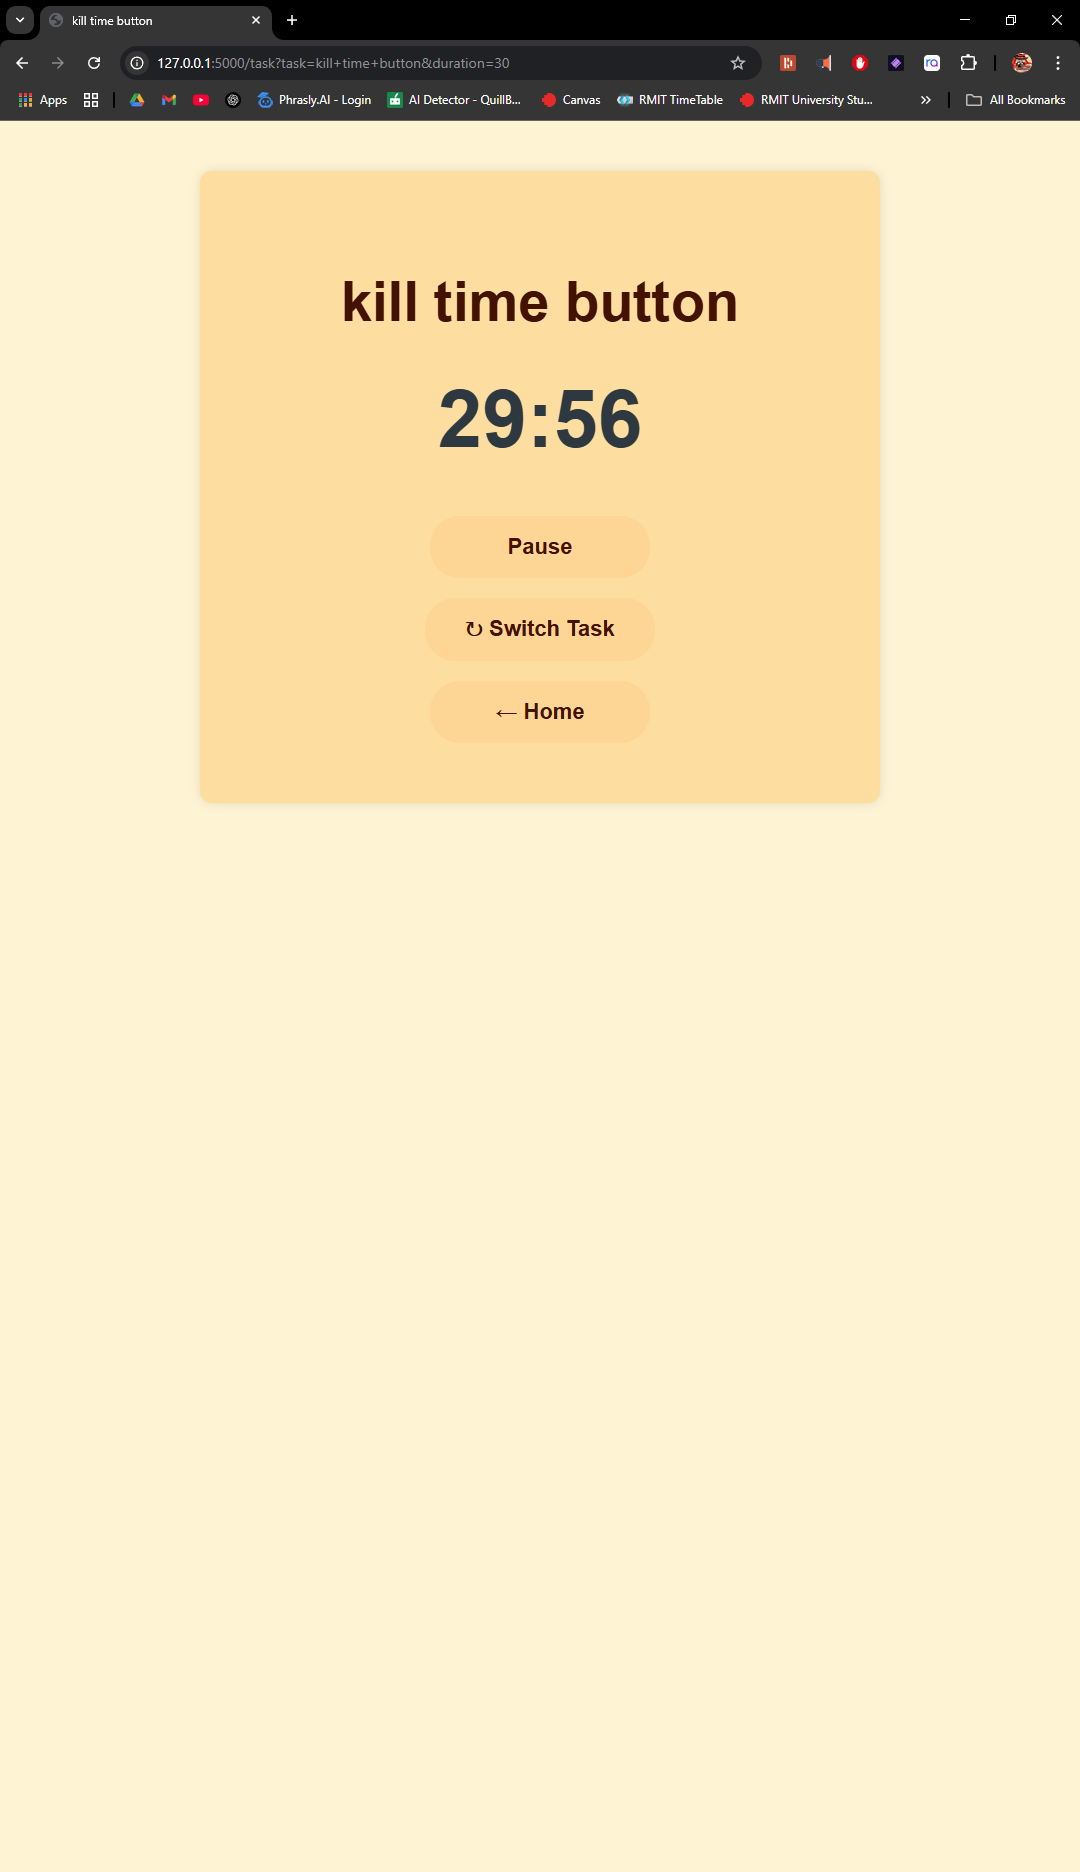 kill time button
127.0.0.1:5000/task?task=kill+time+button&duration=30
Apps
Phrasly.AI - Login
AI Detector - QuillB...
Canvas
RMIT TimeTable
RMIT University Stu...
All Bookmarks
kill time button
29:56
Pause
↻ Switch Task
← Home